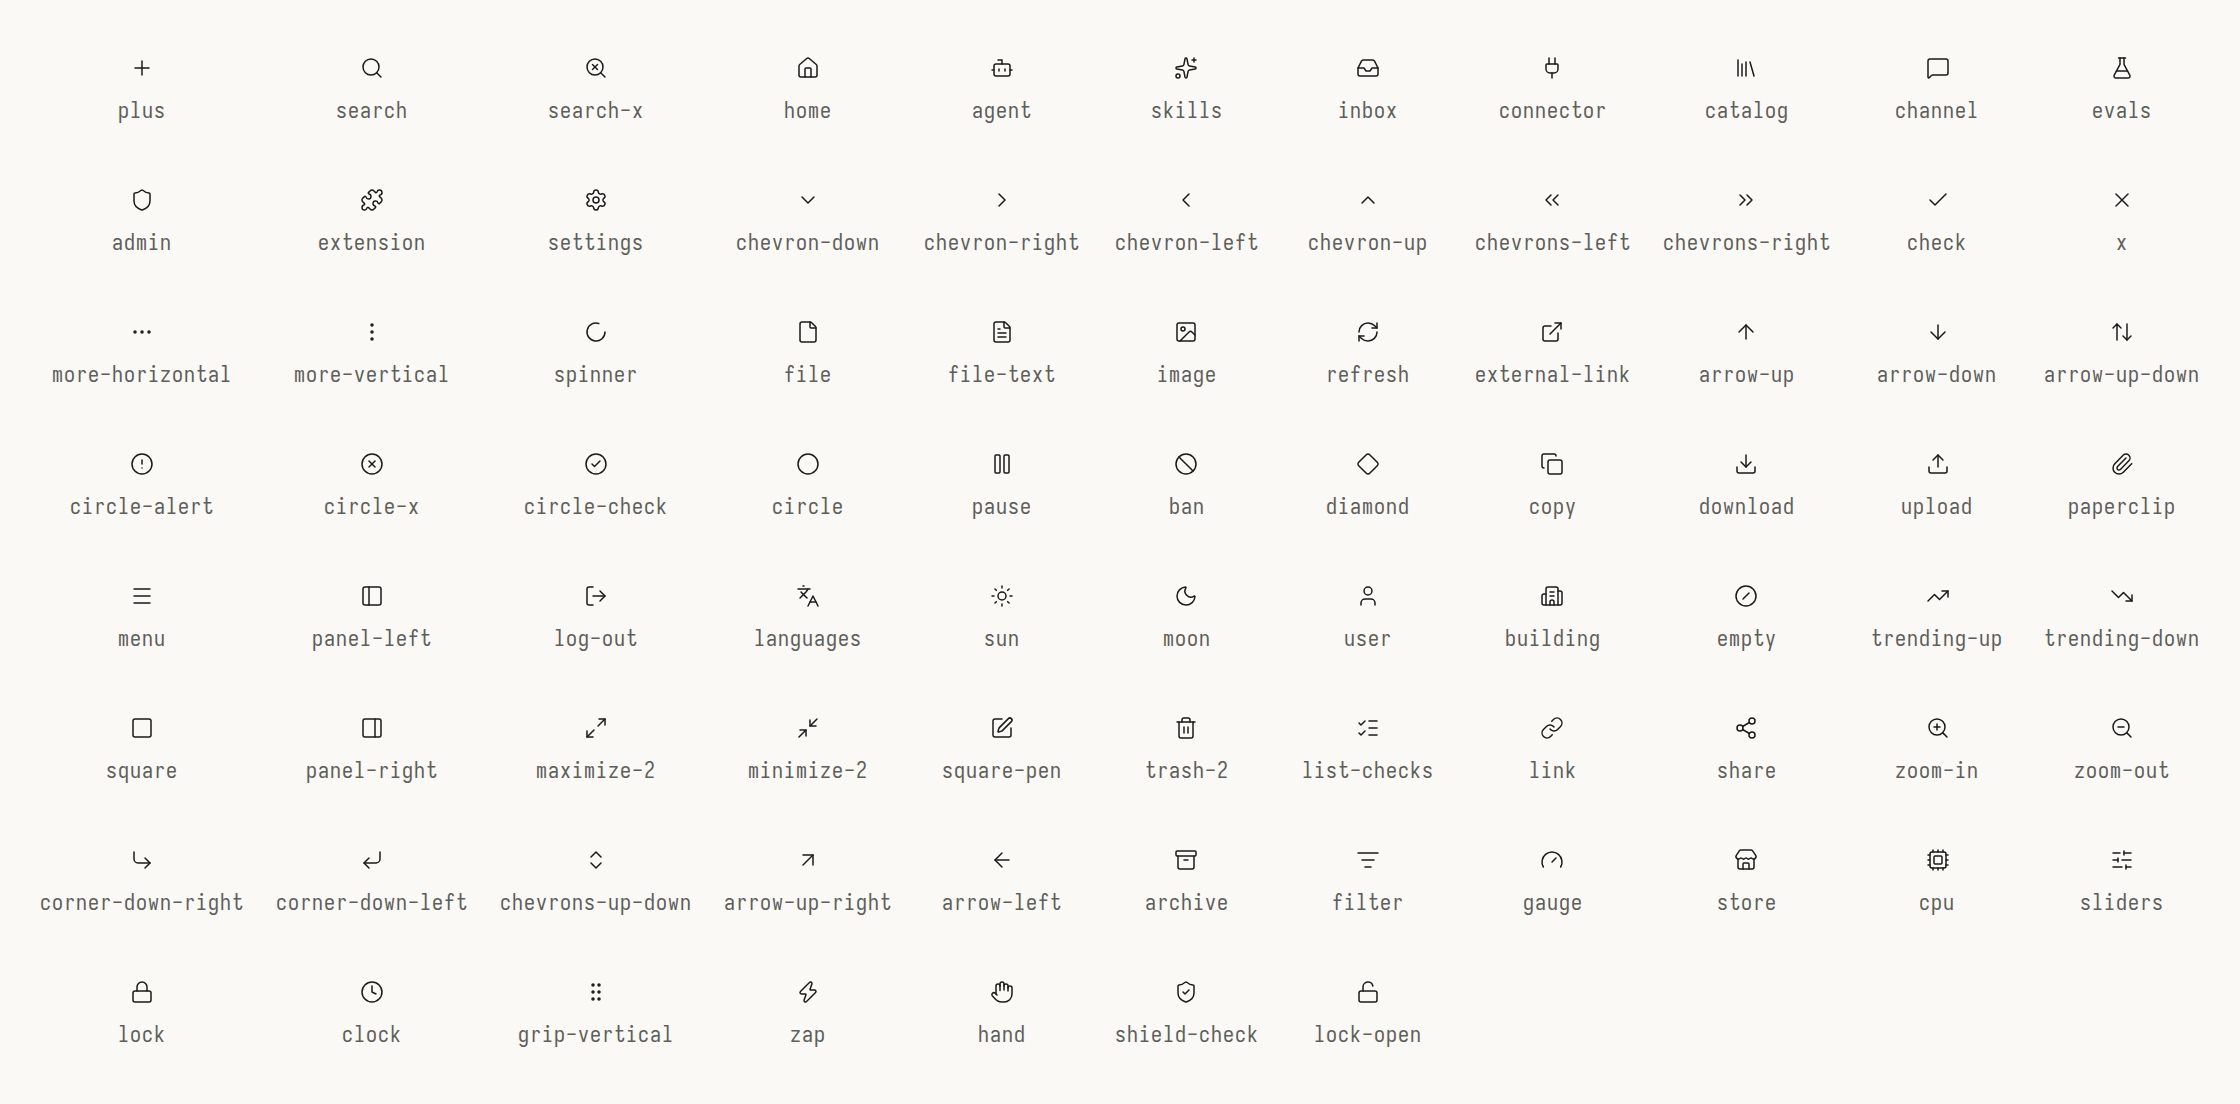 plus search search-x home agent skills inbox connector catalog channel evals
admin extension settings chevron-down chevron-right chevron-left chevron-up chevrons-left chevrons-right check x
more-horizontal more-vertical spinner file file-text image refresh external-link arrow-up arrow-down arrow-up-down
circle-alert circle-x circle-check circle pause ban diamond copy download upload paperclip
menu panel-left log-out languages sun moon user building empty trending-up trending-down
square panel-right maximize-2 minimize-2 square-pen trash-2 list-checks link share zoom-in zoom-out
corner-down-right corner-down-left chevrons-up-down arrow-up-right arrow-left archive filter gauge store cpu sliders
lock clock grip-vertical zap hand shield-check lock-open